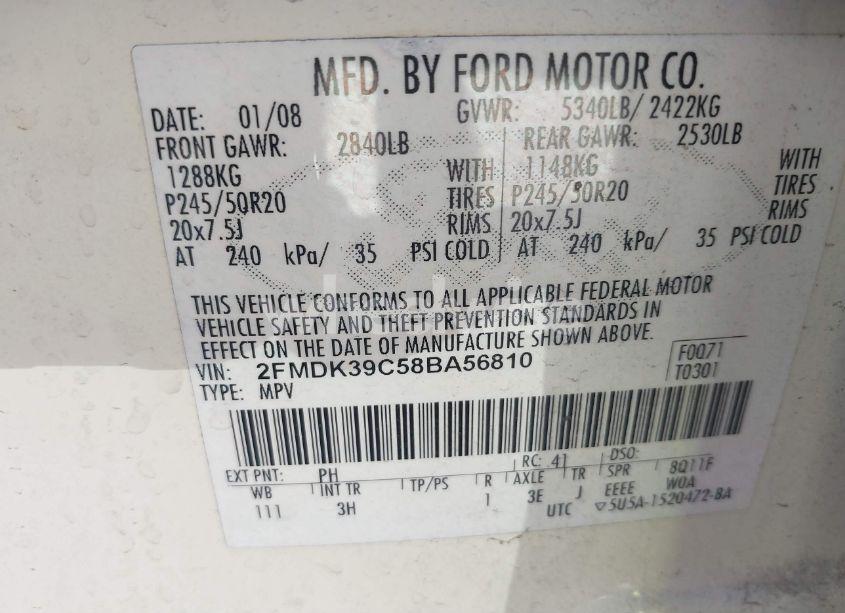 MFD. BY FORD MOTOR CO.
DATE: 01/08 GVWR: 5340LB/ 2422KG
FRONT GAWR: 2840LB REAR GAWR: 2530LB
1288KG WITH 1148KG WITH
P245/50R20 TIRES P245/50R20 TIRES
20x7.5J RIMS 20x7.5J RIMS
AT 240 kPa/ 35 PSI COLD AT 240 kPa/ 35 PSI COLD
THIS VEHICLE CONFORMS TO ALL APPLICABLE FEDERAL MOTOR
VEHICLE SAFETY AND THEFT PREVENTION STANDARDS IN
EFFECT ON THE DATE OF MANUFACTURE SHOWN ABOVE.
VIN: 2FMDK39C58BA56810 F0071
TYPE: MPV T0301
EXT PNT: PH RC: 41 DSO:
WB INT TR TP/PS R AXLE TR SPR 8Q11F
111 3H 1 3E J EEEE W0A
UTC ▽5U5A-1520472-BA